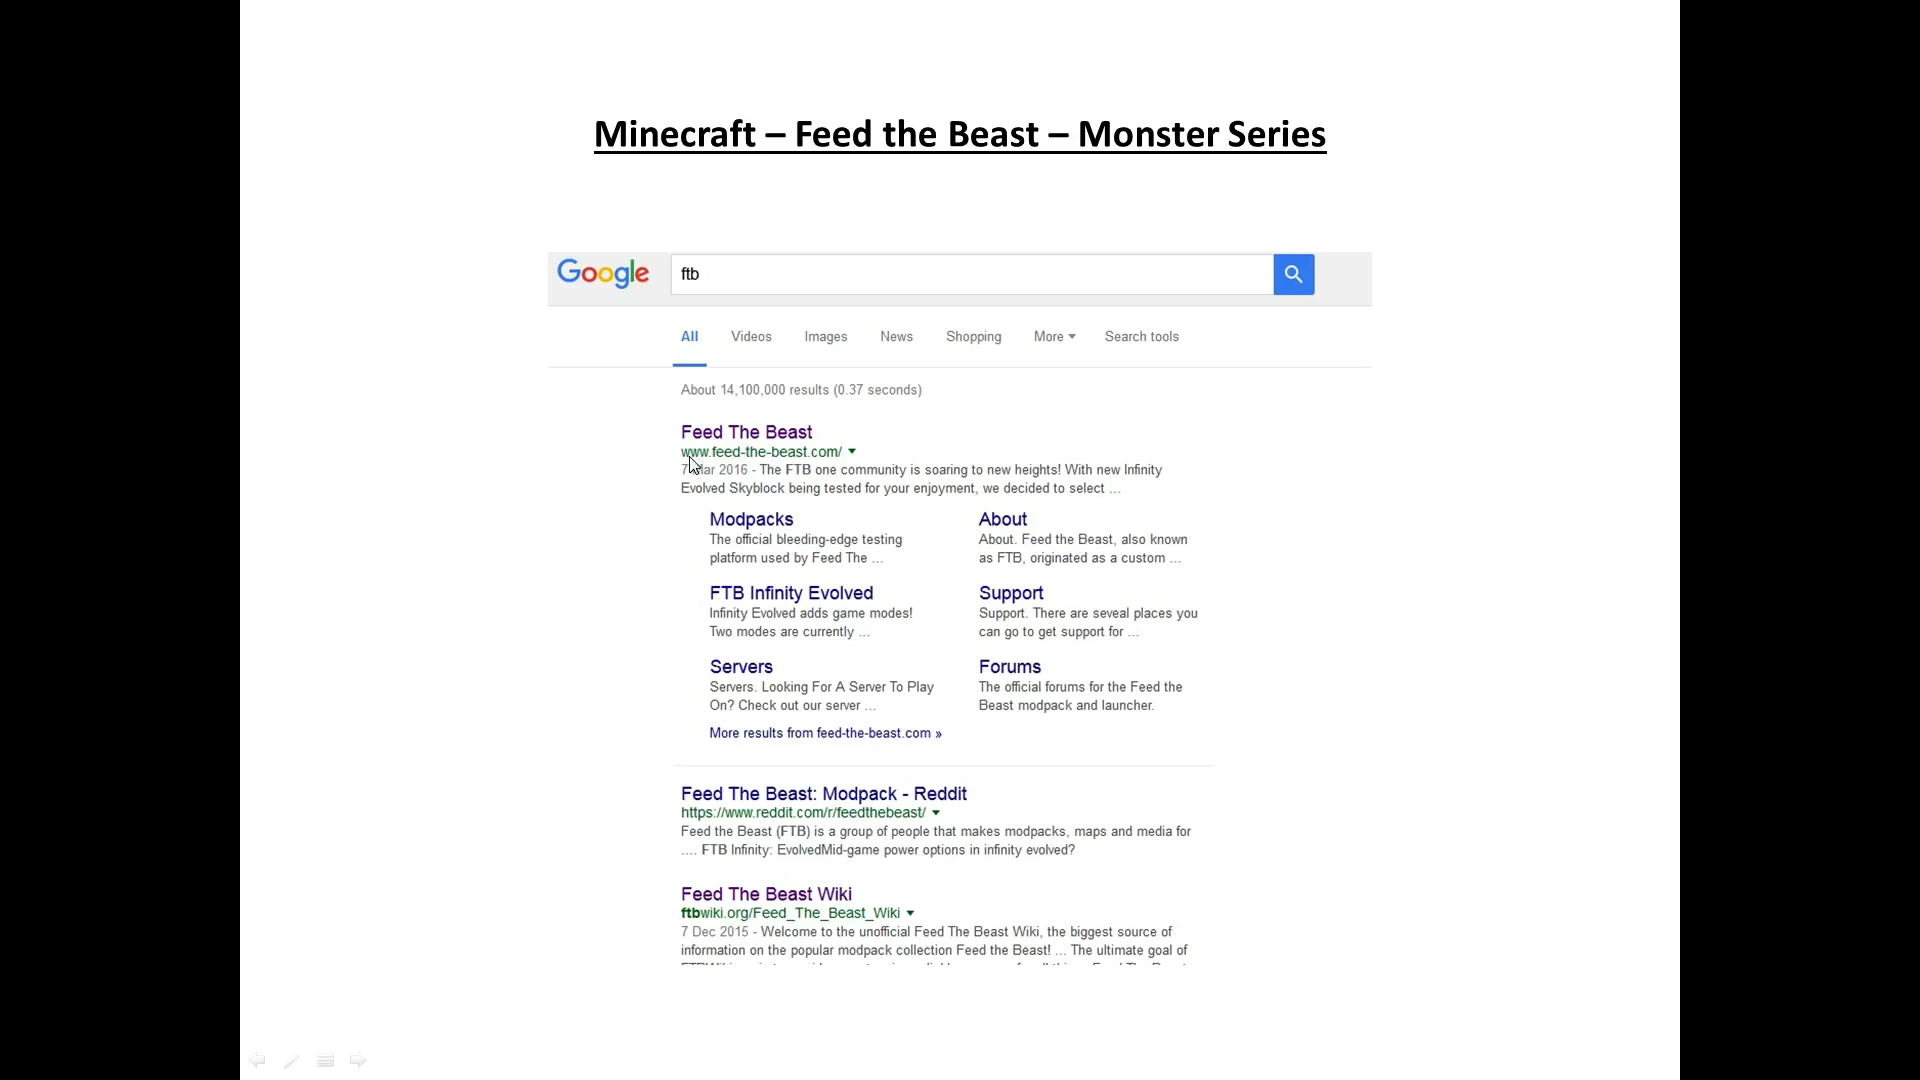 Minecraft – Feed the Beast – Monster Series
Google
ftb
All Videos Images News Shopping More Search tools
About 14,100,000 results (0.37 seconds)
Feed The Beast
www.feed-the-beast.com/
7 Mar 2016 - The FTB one community is soaring to new heights! With new Infinity
Evolved Skyblock being tested for your enjoyment, we decided to select ...
Modpacks
The official bleeding-edge testing
platform used by Feed The ...
About
About. Feed the Beast, also known
as FTB, originated as a custom ...
FTB Infinity Evolved
Infinity Evolved adds game modes!
Two modes are currently ...
Support
Support. There are seveal places you
can go to get support for ...
Servers
Servers. Looking For A Server To Play
On? Check out our server ...
Forums
The official forums for the Feed the
Beast modpack and launcher.
More results from feed-the-beast.com »
Feed The Beast: Modpack - Reddit
https://www.reddit.com/r/feedthebeast/
Feed the Beast (FTB) is a group of people that makes modpacks, maps and media for
.... FTB Infinity: EvolvedMid-game power options in infinity evolved?
Feed The Beast Wiki
ftbwiki.org/Feed_The_Beast_Wiki
7 Dec 2015 - Welcome to the unofficial Feed The Beast Wiki, the biggest source of
information on the popular modpack collection Feed the Beast! ... The ultimate goal of